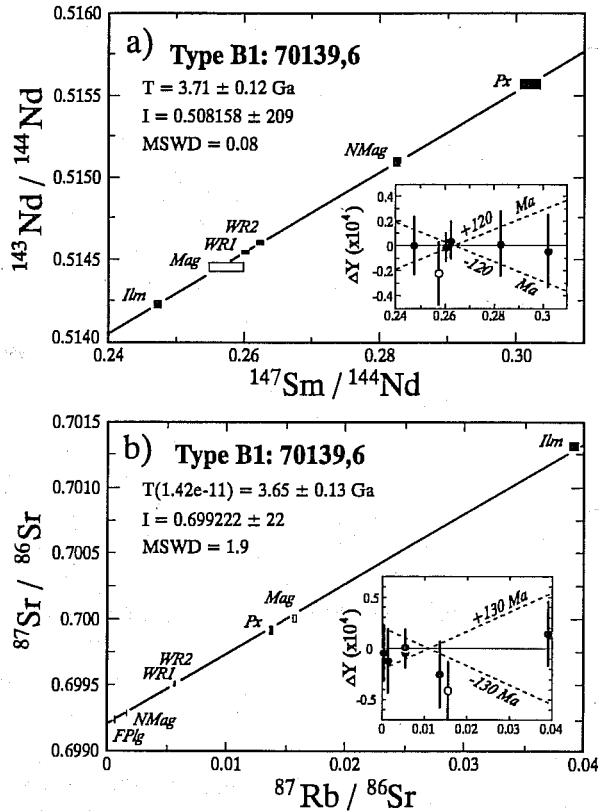 a) Type B1: 70139,6
T = 3.71 ± 0.12 Ga
I = 0.508158 ± 209
MSWD = 0.08
0.5160
0.5155
0.5150
0.5145
0.5140
143Nd / 144Nd
Px
NMag
WR2
WR1
Mag
Ilm
0.4
0.2
0
-0.2
-0.4
ΔY (x10⁴)
+120 Ma
-120 Ma
0.24 0.26 0.28 0.30
0.24 0.26 0.28 0.30
147Sm / 144Nd
b) Type B1: 70139,6
T(1.42e-11) = 3.65 ± 0.13 Ga
I = 0.699222 ± 22
MSWD = 1.9
0.7015
0.7010
0.7005
0.700
0.6995
0.6990
87Sr / 86Sr
Ilm
Mag
Px
WR2
WR1
NMag
FPlg
0.5
0
-0.5
ΔY (x10⁴)
+130 Ma
-130 Ma
0 0.01 0.02 0.03 0.04
0 0.01 0.02 0.03 0.04
87Rb / 86Sr